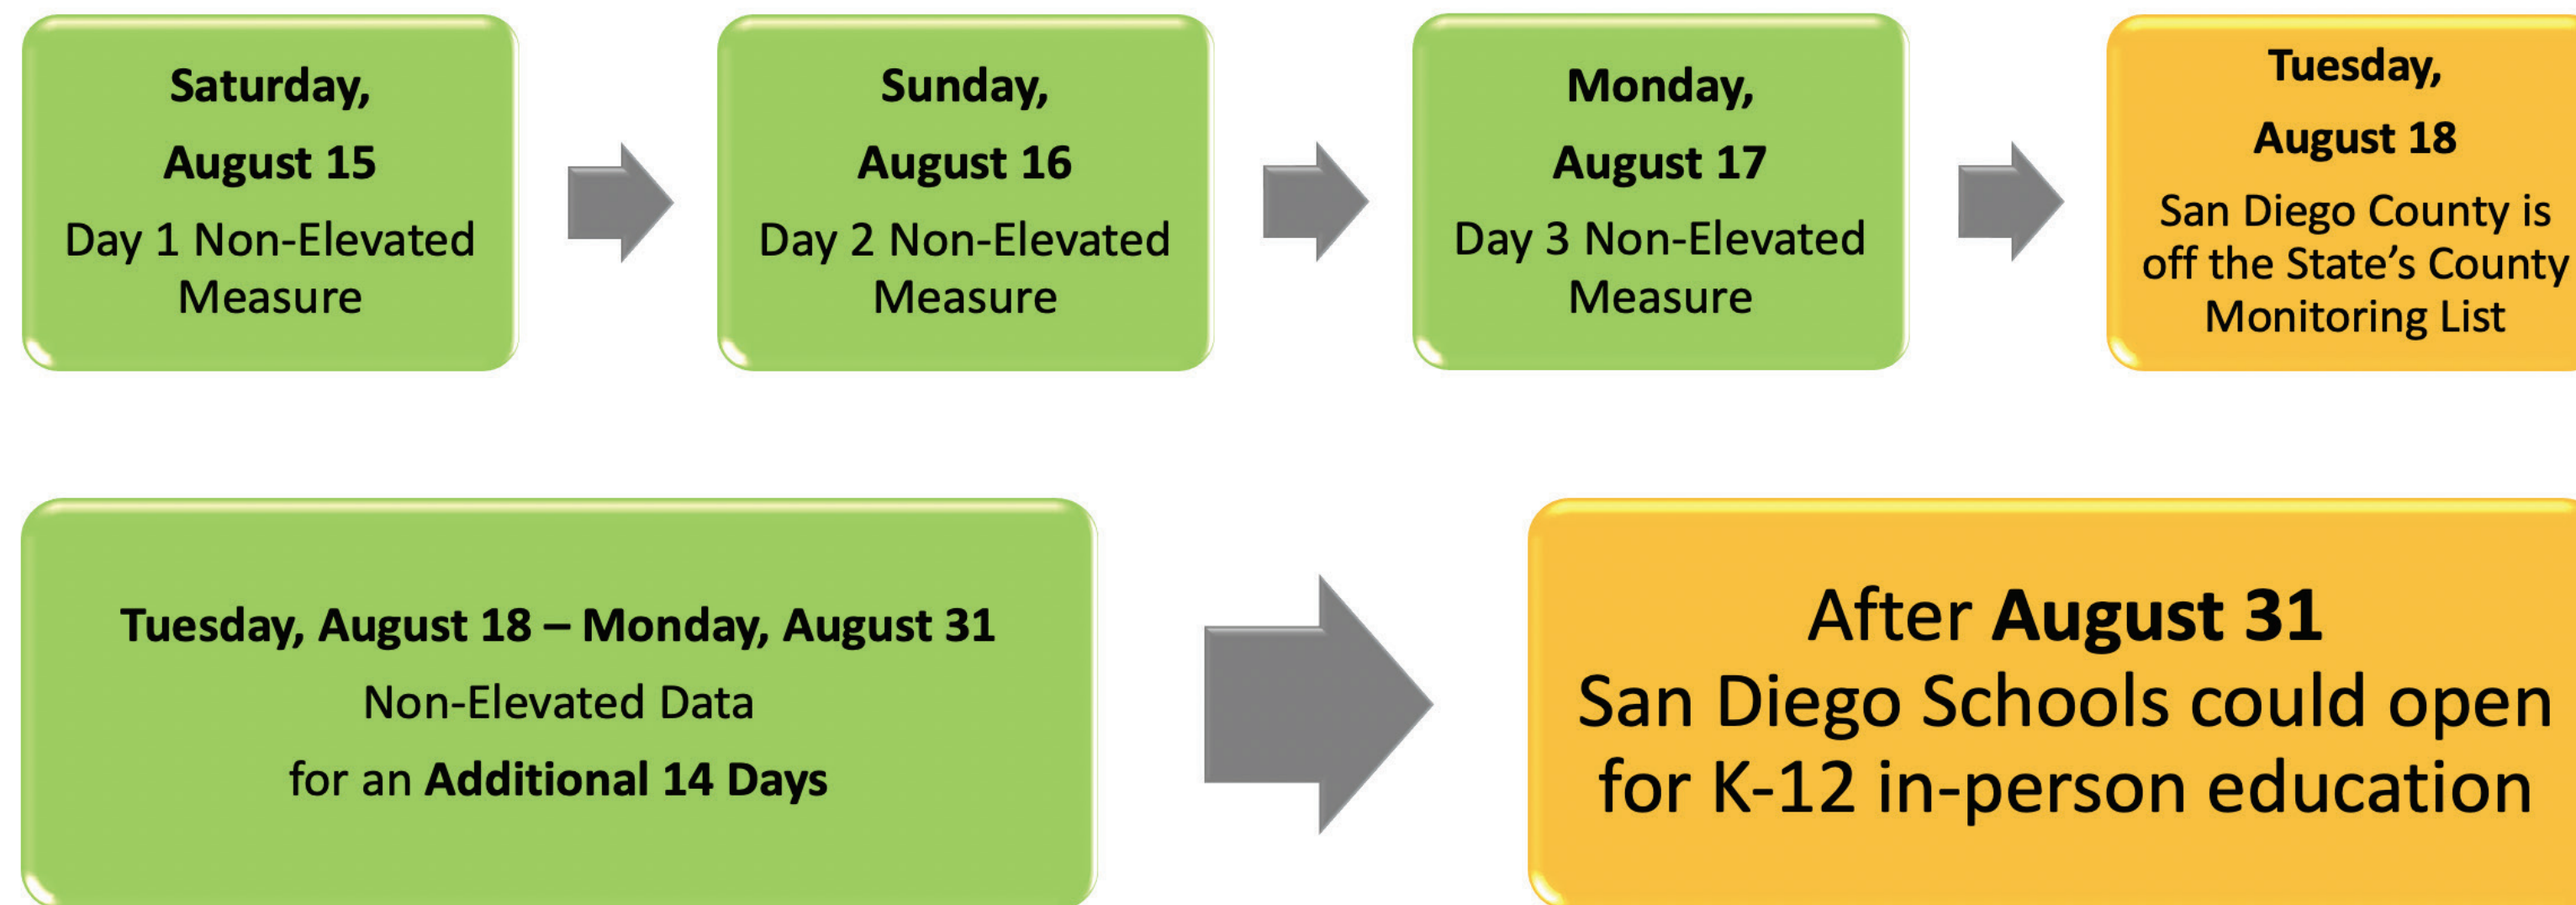 Saturday,
August 15
Day 1 Non-Elevated
Measure
Sunday,
August 16
Day 2 Non-Elevated
Measure
Monday,
August 17
Day 3 Non-Elevated
Measure
Tuesday,
August 18
San Diego County is
off the State’s County
Monitoring List
Tuesday, August 18 – Monday, August 31
Non-Elevated Data
for an Additional 14 Days
After August 31
San Diego Schools could open
for K-12 in-person education